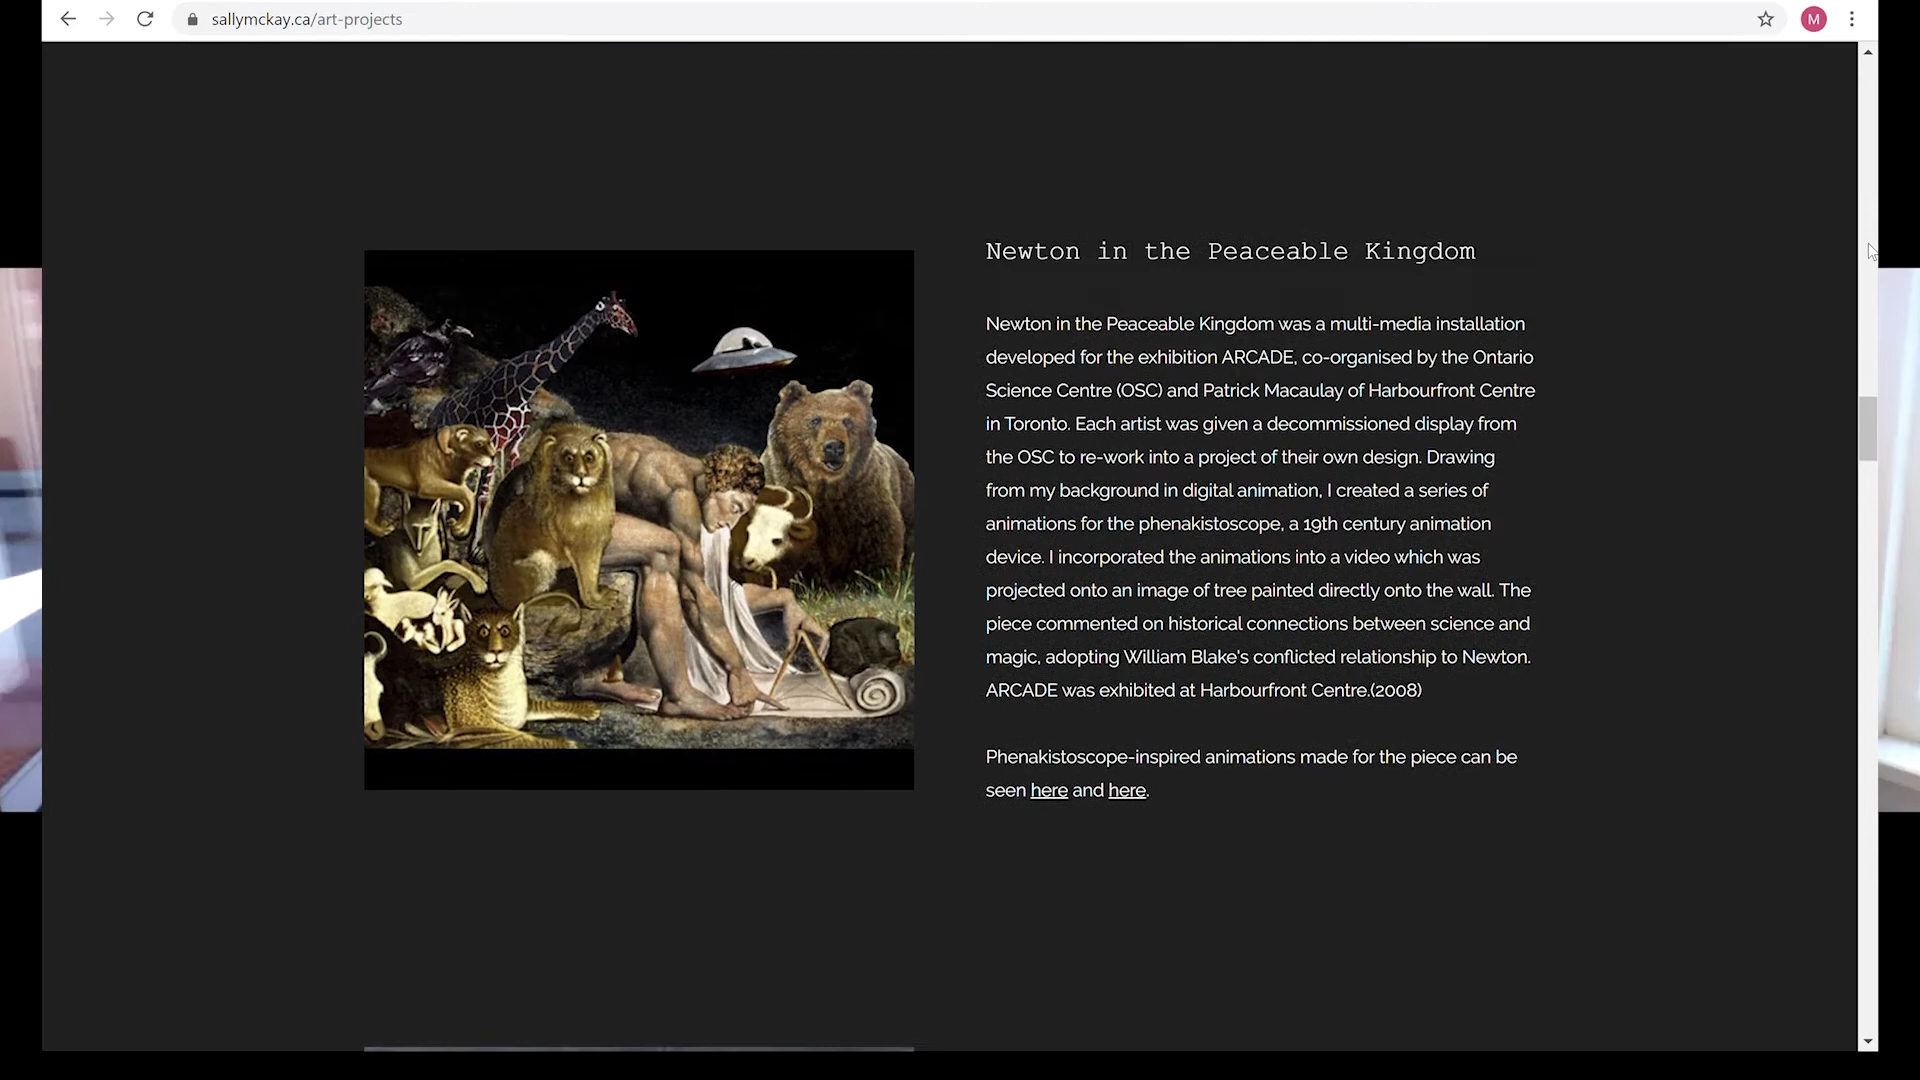 sallymckay.ca/art-projects
M
Newton in the Peaceable Kingdom
Newton in the Peaceable Kingdom was a multi-media installation
developed for the exhibition ARCADE, co-organised by the Ontario
Science Centre (OSC) and Patrick Macaulay of Harbourfront Centre
in Toronto. Each artist was given a decommissioned display from
the OSC to re-work into a project of their own design. Drawing
from my background in digital animation, I created a series of
animations for the phenakistoscope, a 19th century animation
device. I incorporated the animations into a video which was
projected onto an image of tree painted directly onto the wall. The
piece commented on historical connections between science and
magic, adopting William Blake's conflicted relationship to Newton.
ARCADE was exhibited at Harbourfront Centre.(2008)
Phenakistoscope-inspired animations made for the piece can be
seen here and here.